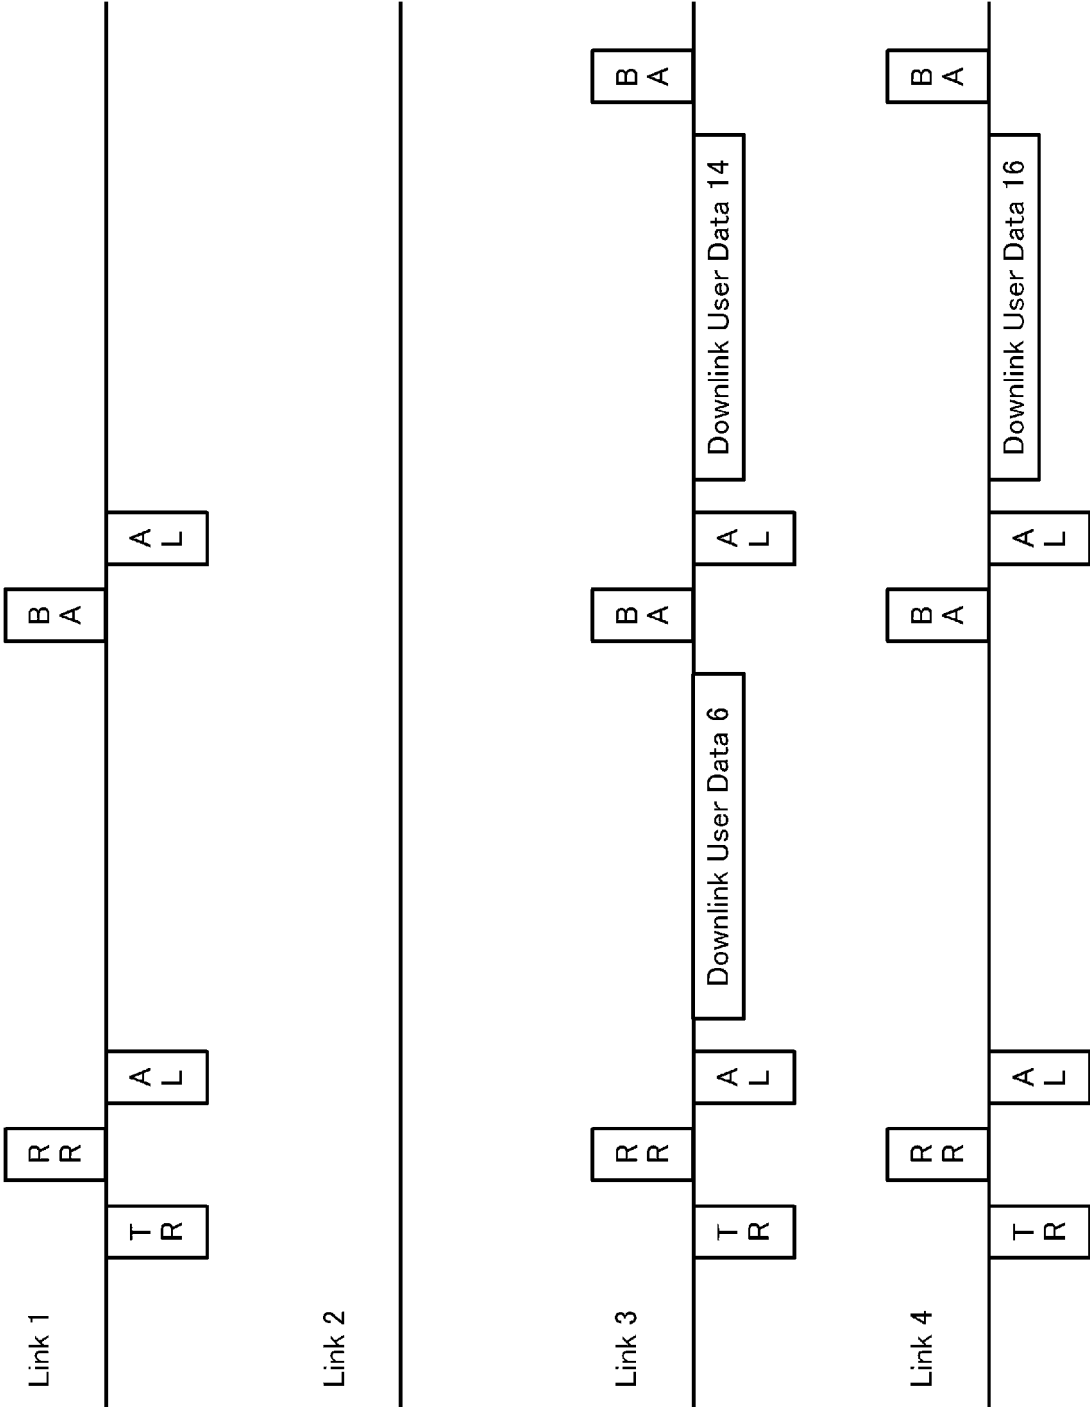 Link 1
T
R
R
R
A
L
B
A
A
L
Link 2
Link 3
T
R
R
R
A
L
Downlink User Data 6
B
A
A
L
Downlink User Data 14
B
A
Link 4
T
R
R
R
A
L
B
A
A
L
Downlink User Data 16
B
A